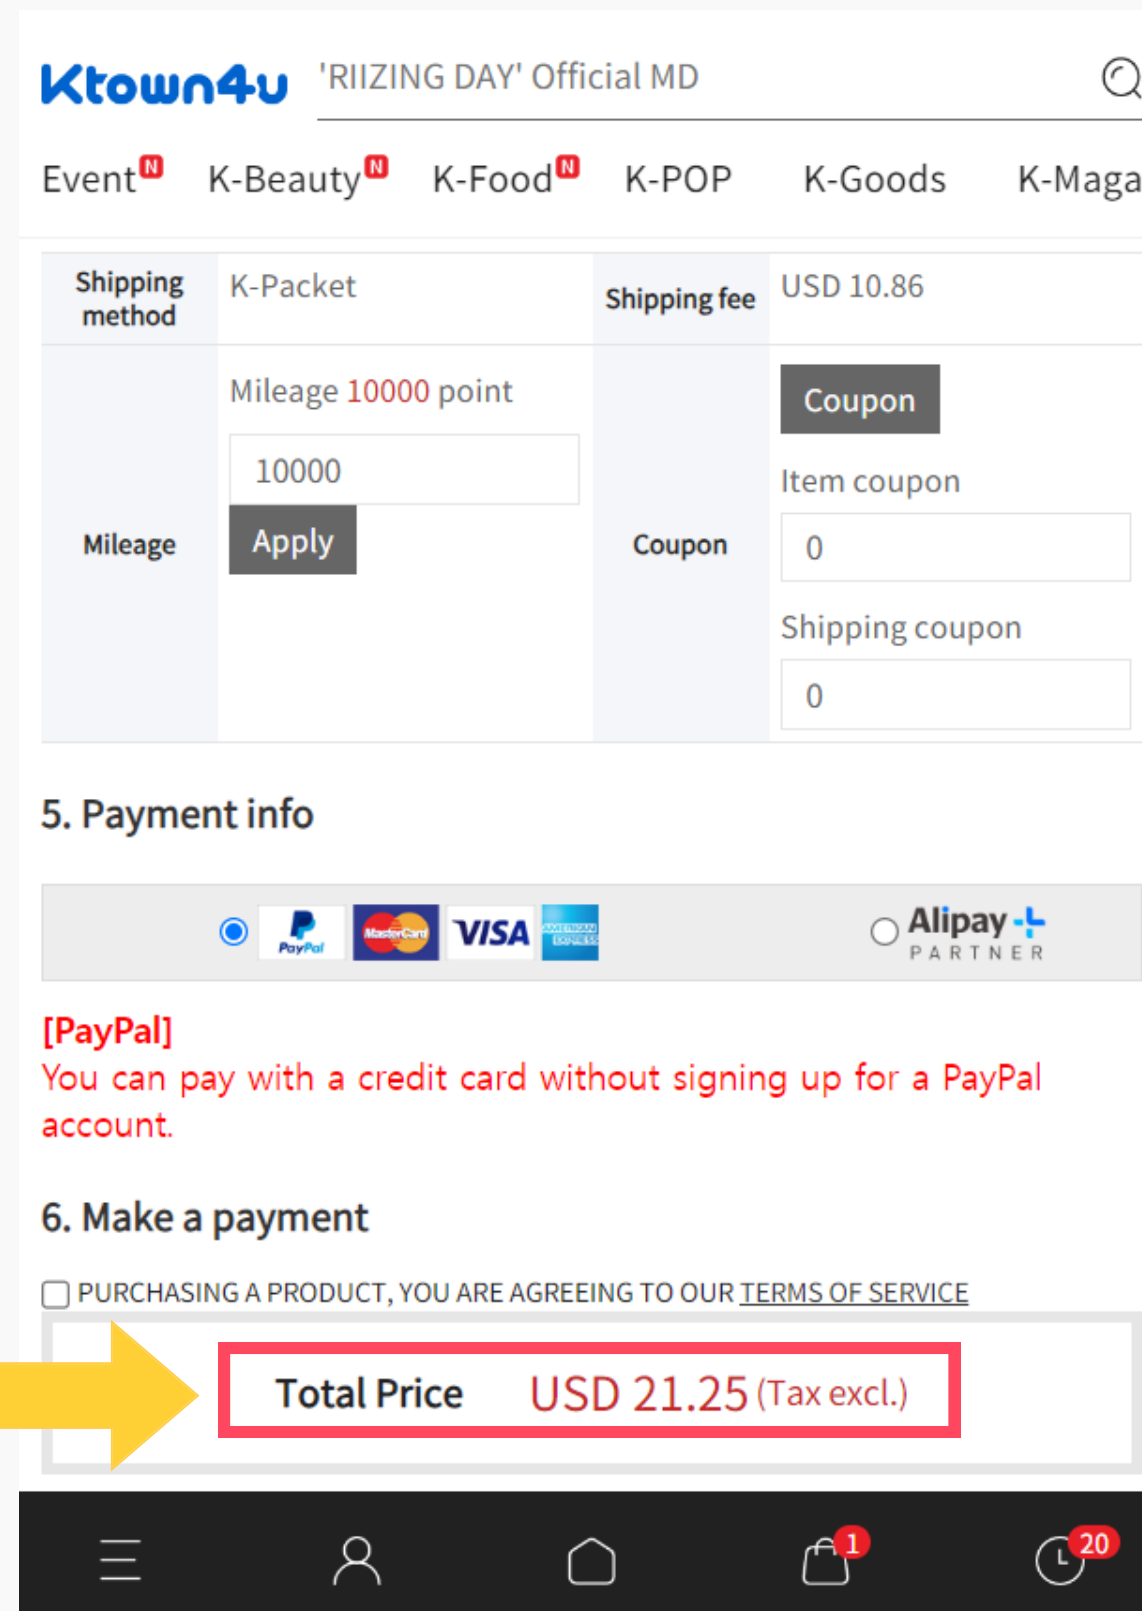 Ktown4u 'RIIZING DAY' Official MD
Event N K-Beauty N K-Food N K-POP K-Goods K-Maga
Shipping method K-Packet Shipping fee USD 10.86
Mileage 10000 point
10000
Apply
Mileage
Coupon
Coupon
Item coupon
0
Shipping coupon
0
5. Payment info
PayPal MasterCard VISA AMERICAN EXPRESS Alipay+ PARTNER
[PayPal]
You can pay with a credit card without signing up for a PayPal
account.
6. Make a payment
PURCHASING A PRODUCT, YOU ARE AGREEING TO OUR TERMS OF SERVICE
Total Price USD 21.25 (Tax excl.)
1 20